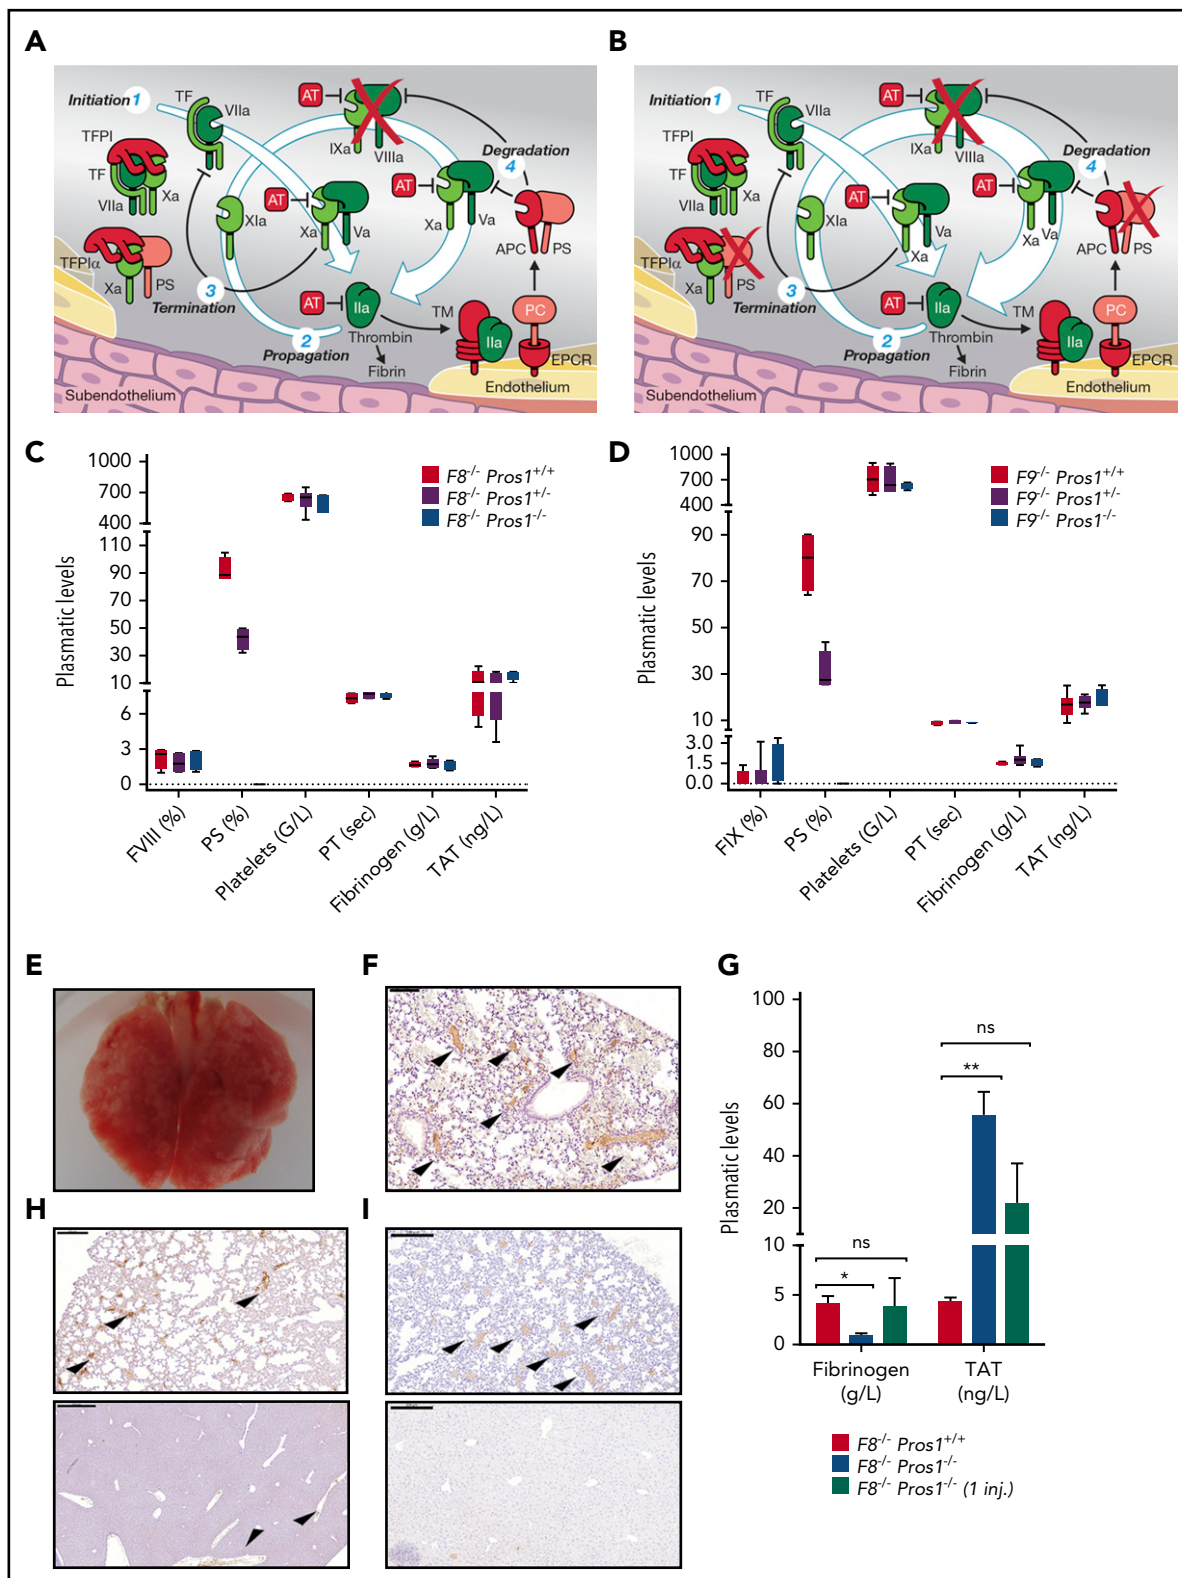 A
Initiation 1
TF
VIIa
TFPI
TF
VIIa
Xa
AT
IXa
VIIIa
Degradation
4
AT
Xa
Va
AT
XIa
Xa
Va
APC
PS
TFPIα
Xa
PS
3
Termination
AT
IIa
Thrombin
Fibrin
2
Propagation
TM
IIa
PC
EPCR
Endothelium
Subendothelium
B
Initiation 1
TF
VIIa
TFPI
TF
VIIa
Xa
AT
IXa
VIIIa
Degradation
4
AT
Xa
Va
AT
XIa
Xa
Va
APC
PS
TFPIα
Xa
PS
3
Termination
AT
IIa
Thrombin
Fibrin
2
Propagation
TM
IIa
PC
EPCR
Endothelium
Subendothelium
C
Plasmatic levels
1000
700
400
110
90
70
50
30
10
6
3
0
F8-/- Pros1+/+
F8-/- Pros1+/-
F8-/- Pros1-/-
FVIII (%)
PS (%)
Platelets (G/L)
PT (sec)
Fibrinogen (g/L)
TAT (ng/L)
D
Plasmatic levels
1000
700
400
90
70
30
10
3.0
1.5
0.0
F9-/- Pros1+/+
F9-/- Pros1+/-
F9-/- Pros1-/-
FIX (%)
PS (%)
Platelets (G/L)
PT (sec)
Fibrinogen (g/L)
TAT (ng/L)
E
F
G
Plasmatic levels
100
80
60
40
20
10
5
0
ns
**
ns
*
Fibrinogen
(g/L)
TAT
(ng/L)
F8-/- Pros1+/+
F8-/- Pros1-/-
F8-/- Pros1-/- (1 inj.)
H
I